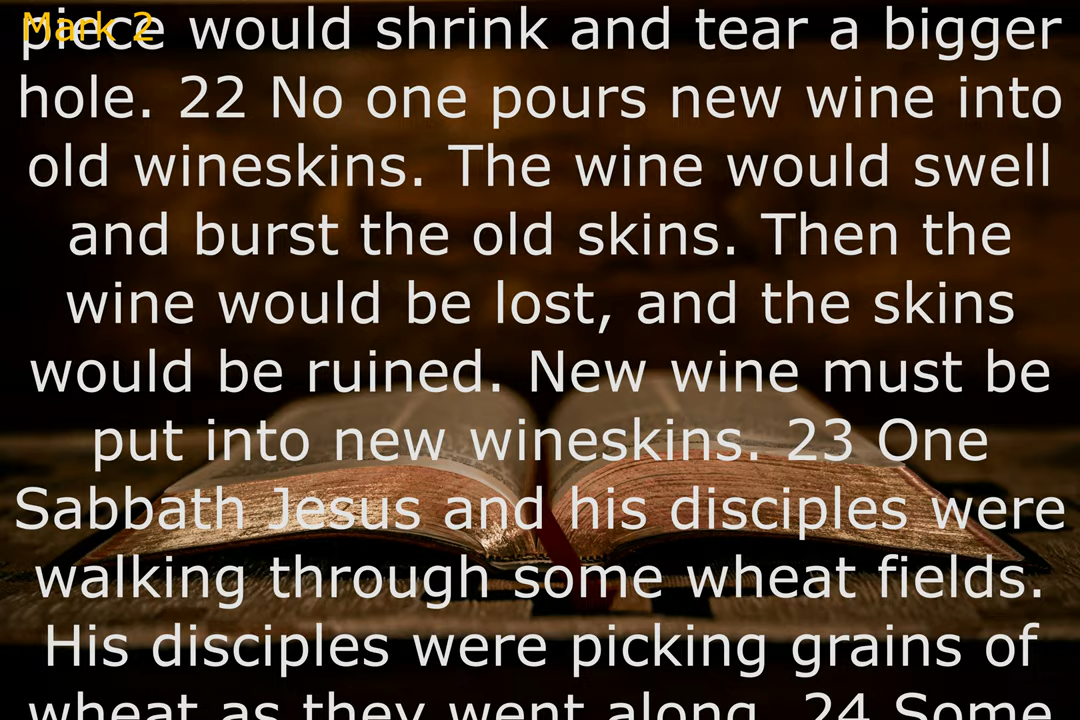 Mark 2
piece would shrink and tear a bigger
hole. 22 No one pours new wine into
old wineskins. The wine would swell
and burst the old skins. Then the
wine would be lost, and the skins
would be ruined. New wine must be
put into new wineskins. 23 One
Sabbath Jesus and his disciples were
walking through some wheat fields.
His disciples were picking grains of
wheat as they went along. 24 Some